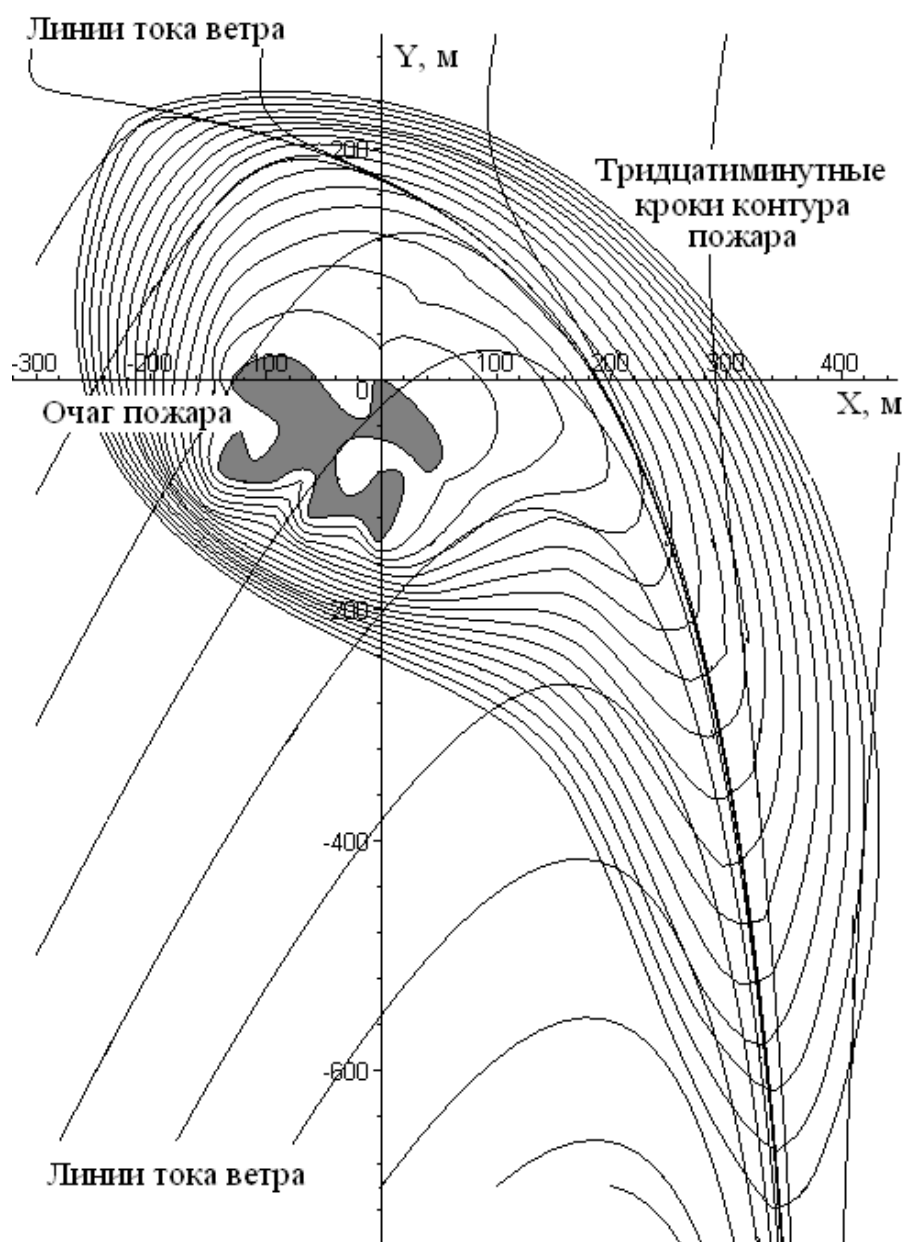 Линии тока ветра
Y, м
200
Тридцатиминутные
кроки контура
пожара
-300 -200 -100 100 200 300 400
0
X, м
Очаг пожара
200
-400
-600
Линии тока ветра